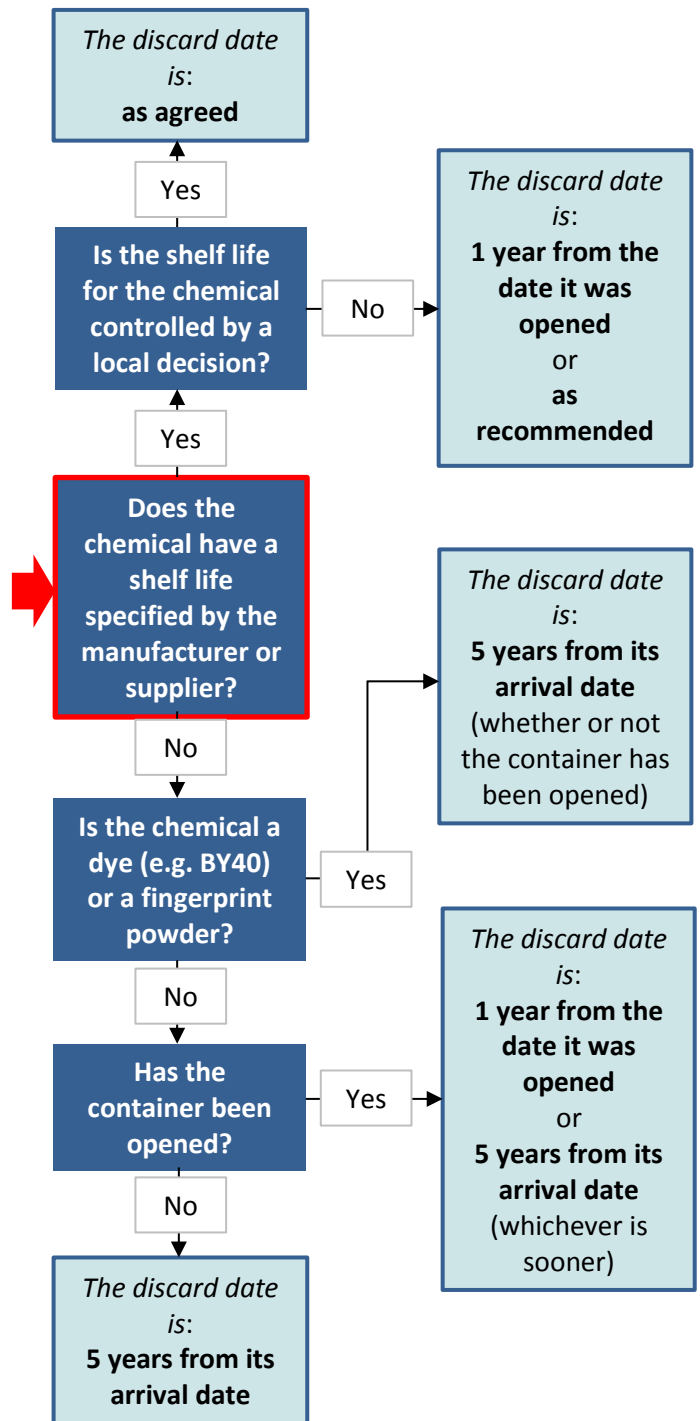 The discard date
is:
as agreed
Yes
Is the shelf life
for the chemical
controlled by a
local decision?
No
The discard date
is:
1 year from the
date it was
opened
or
as
recommended
Yes
Does the
chemical have a
shelf life
specified by the
manufacturer or
supplier?
No
Is the chemical a
dye (e.g. BY40)
or a fingerprint
powder?
Yes
The discard date
is:
5 years from its
arrival date
(whether or not
the container has
been opened)
No
Has the
container been
opened?
Yes
The discard date
is:
1 year from the
date it was
opened
or
5 years from its
arrival date
(whichever is
sooner)
No
The discard date
is:
5 years from its
arrival date